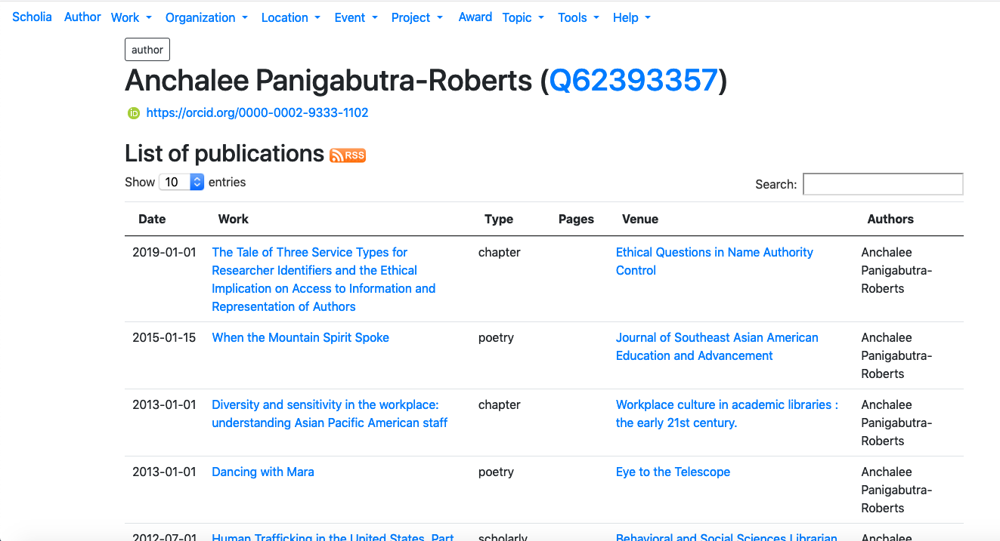 Scholia Author Work Organization Location Event Project Award Topic Tools Help
author
Anchalee Panigabutra-Roberts (Q62393357)
iD https://orcid.org/0000-0002-9333-1102
List of publications RSS
Show 10 entries Search:
Date Work Type Pages Venue Authors
2019-01-01 The Tale of Three Service Types for chapter Ethical Questions in Name Authority Anchalee
Researcher Identifiers and the Ethical Control Panigabutra-
Implication on Access to Information and Roberts
Representation of Authors
2015-01-15 When the Mountain Spirit Spoke poetry Journal of Southeast Asian American Anchalee
Education and Advancement Panigabutra-
Roberts
2013-01-01 Diversity and sensitivity in the workplace: chapter Workplace culture in academic libraries : Anchalee
understanding Asian Pacific American staff the early 21st century. Panigabutra-
Roberts
2013-01-01 Dancing with Mara poetry Eye to the Telescope Anchalee
Panigabutra-
Roberts
2012-07-01 Human Trafficking in the United States. Part scholarly Behavioral and Social Sciences Librarian Anchalee